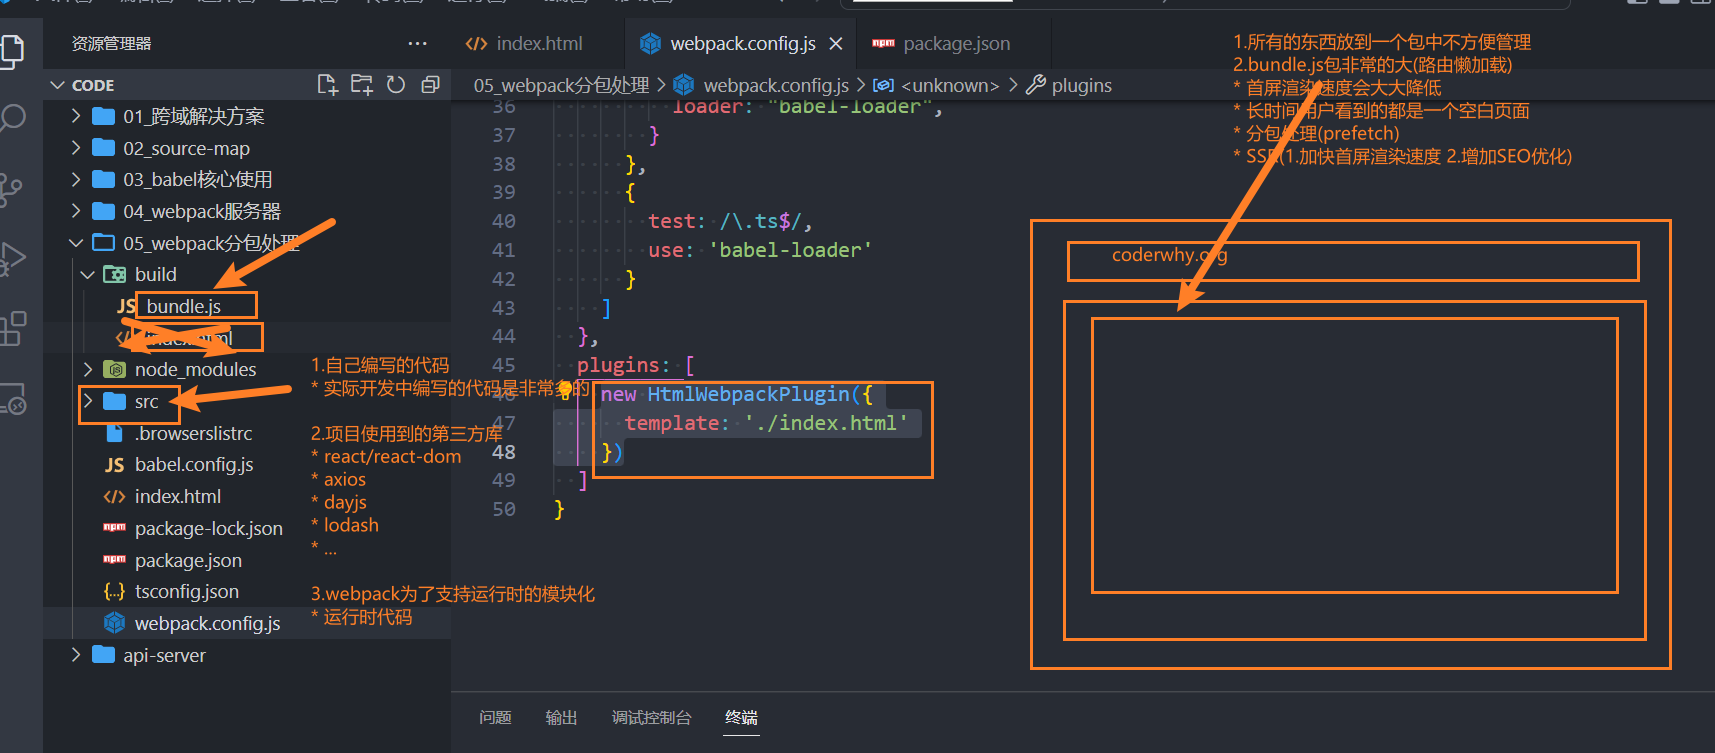 资源管理器
index.html
webpack.config.js
package.json
CODE
05_webpack分包处理 > webpack.config.js > <unknown> > plugins
01_跨域解决方案
02_source-map
03_babel核心使用
04_webpack服务器
05_webpack分包处理
build
bundle.js
index.html
node_modules
src
.browserslistrc
babel.config.js
index.html
package-lock.json
package.json
tsconfig.json
webpack.config.js
api-server
1.自己编写的代码
* 实际开发中编写的代码是非常多的
2.项目使用到的第三方库
* react/react-dom
* axios
* dayjs
* lodash
* ...
3.webpack为了支持运行时的模块化
* 运行时代码
36 loader: "babel-loader",
37 }
38 },
39 {
40 test: /\.ts$/,
41 use: 'babel-loader'
42 }
43 ]
44 },
45 plugins: [
46 new HtmlWebpackPlugin({
47 template: './index.html'
48 })
49 ]
50 }
1.所有的东西放到一个包中不方便管理
2.bundle.js包非常的大(路由懒加载)
* 首屏渲染速度会大大降低
* 长时间用户看到的都是一个空白页面
* 分包处理(prefetch)
* SSR(1.加快首屏渲染速度 2.增加SEO优化)
coderwhy.org
问题
输出
调试控制台
终端